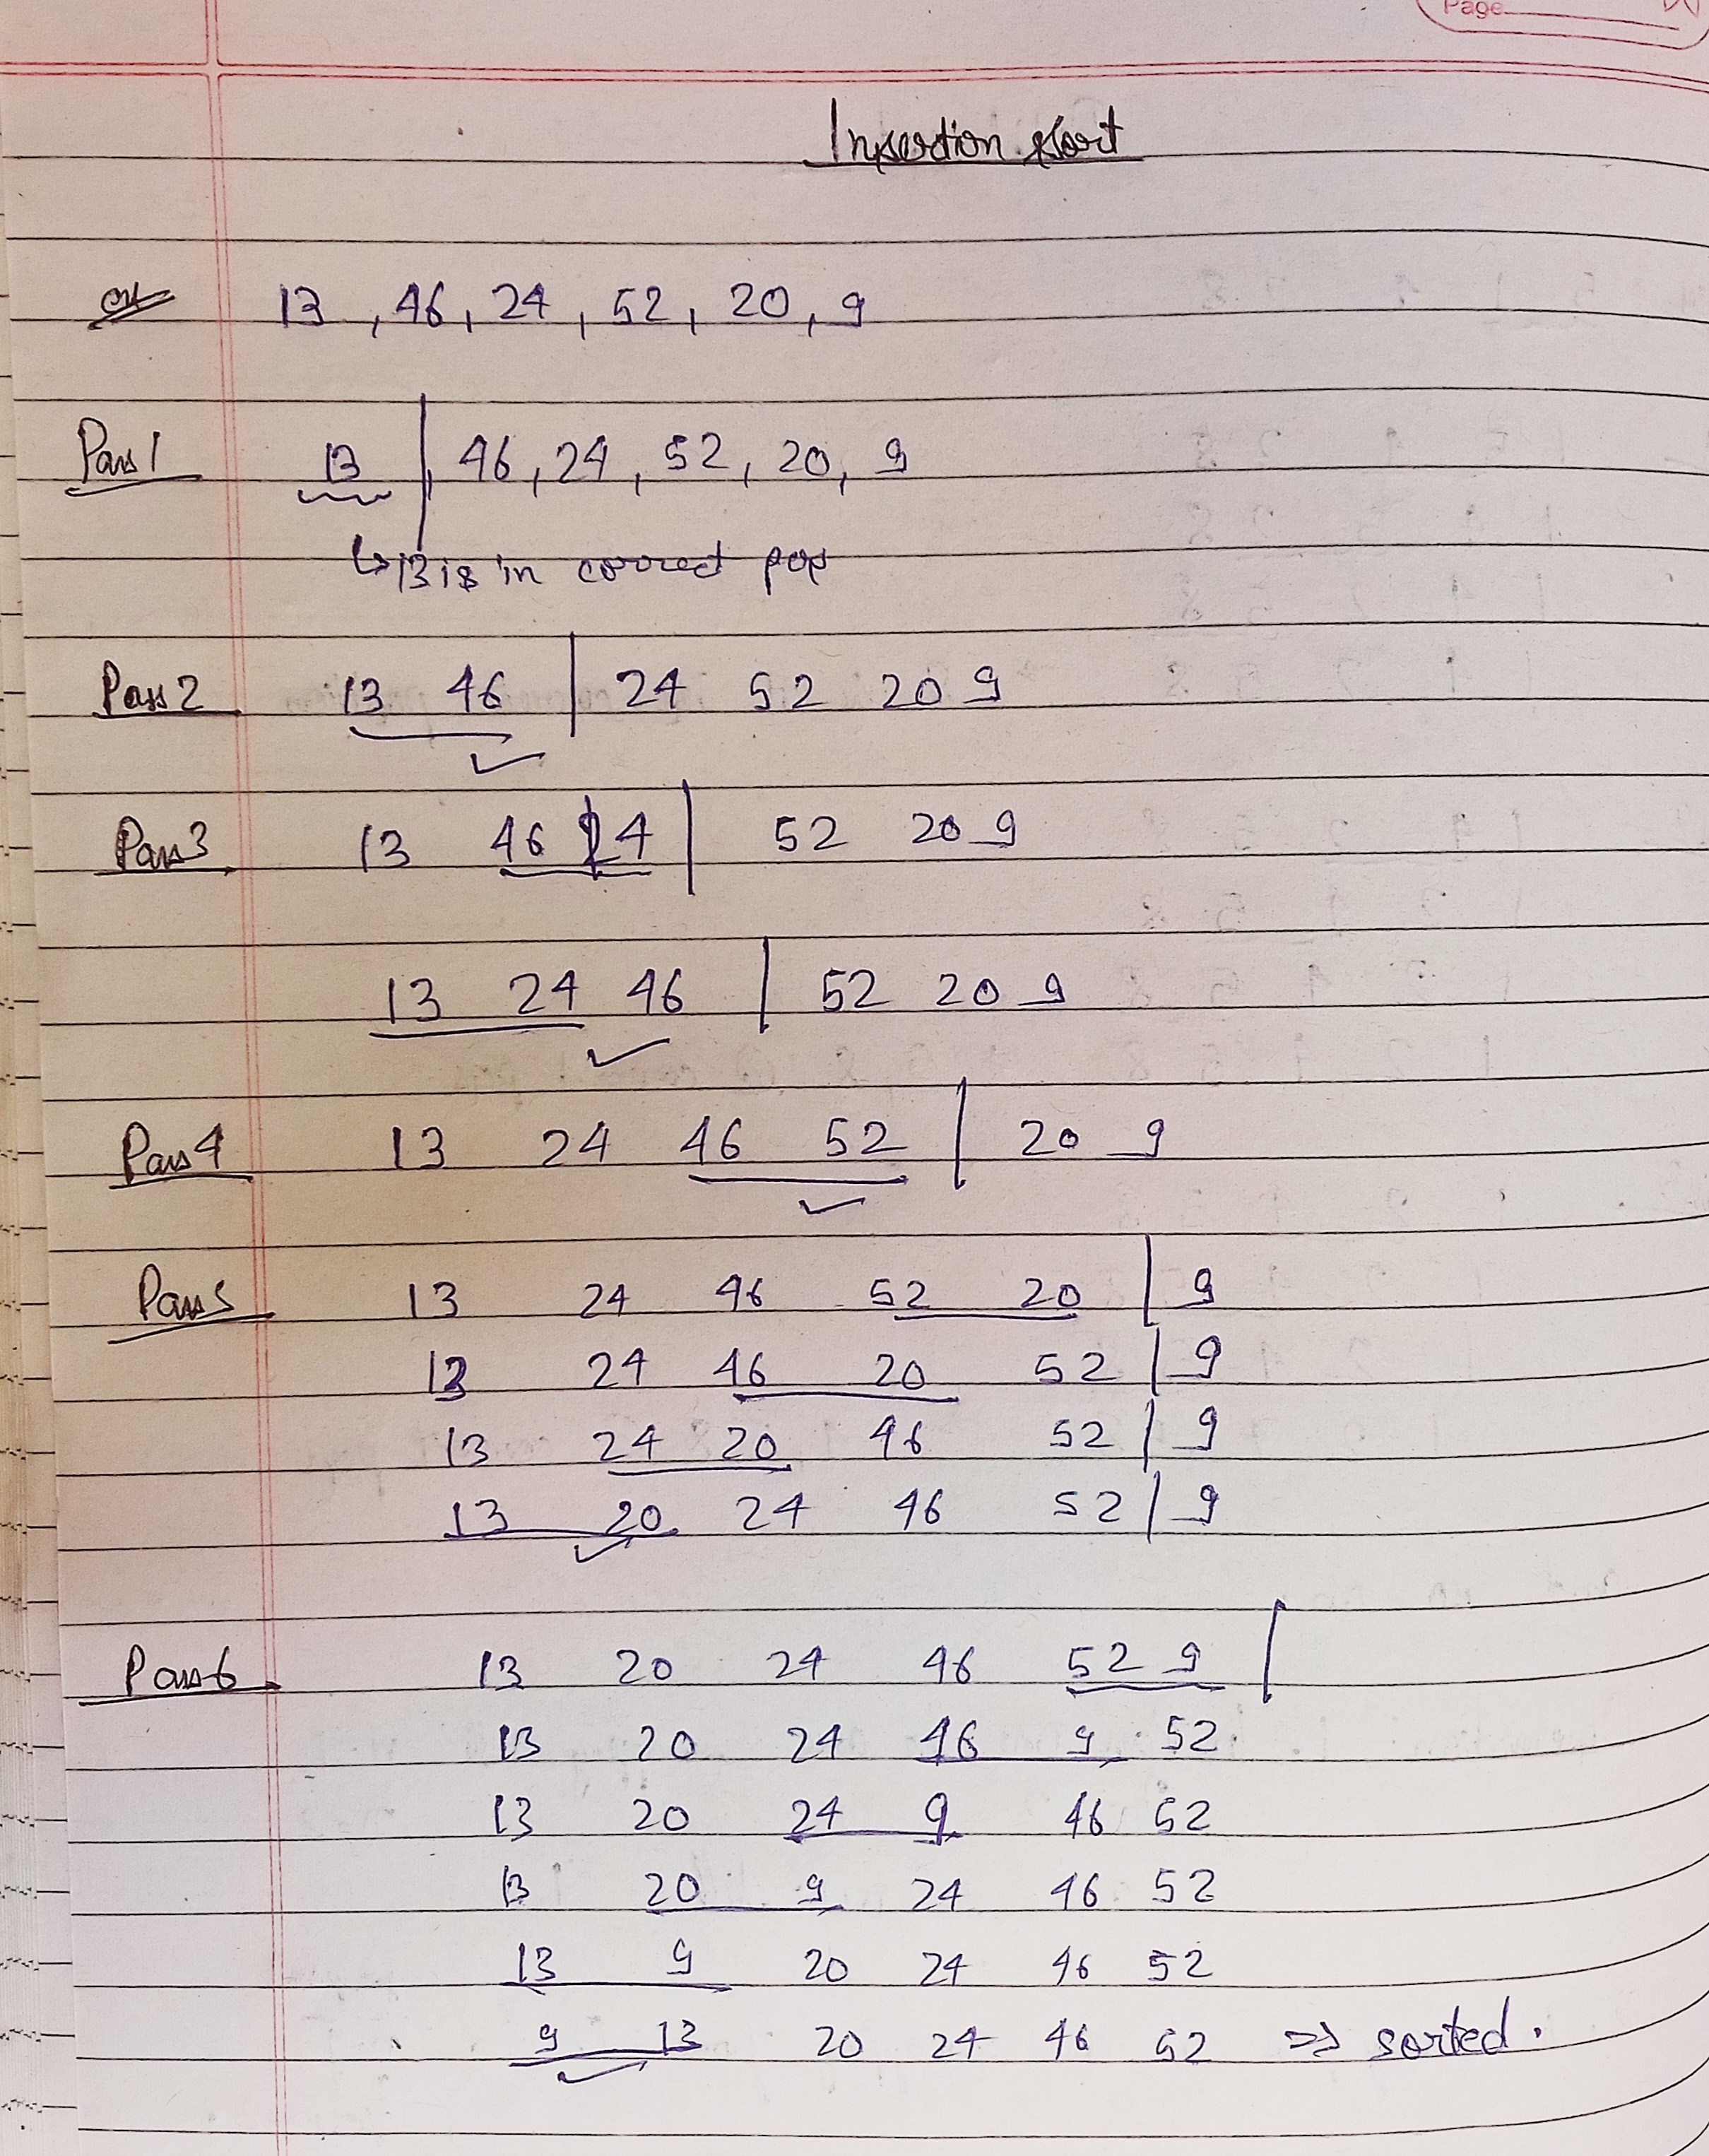 Page
Insertion sort
ex 13 , 46 , 24 , 52 , 20 , 9
Pass 1 13 | , 46 , 24 , 52 , 20 , 9
↳ 13 is in correct pos
Pass 2 13 46 | 24 52 20 9
✓
Pass 3 13 46 24 | 52 20 9
13 24 46 | 52 20 9
✓
Pass 4 13 24 46 52 | 20 9
✓
Pass 5 13 24 46 52 20 | 9
13 24 46 20 52 | 9
13 24 20 46 52 | 9
13 20 24 46 52 | 9
✓
Pass 6 13 20 24 46 52 9 |
13 20 24 46 9 52
13 20 24 9 46 52
13 20 9 24 46 52
13 9 20 24 46 52
9 13 20 24 46 52 => sorted.
✓